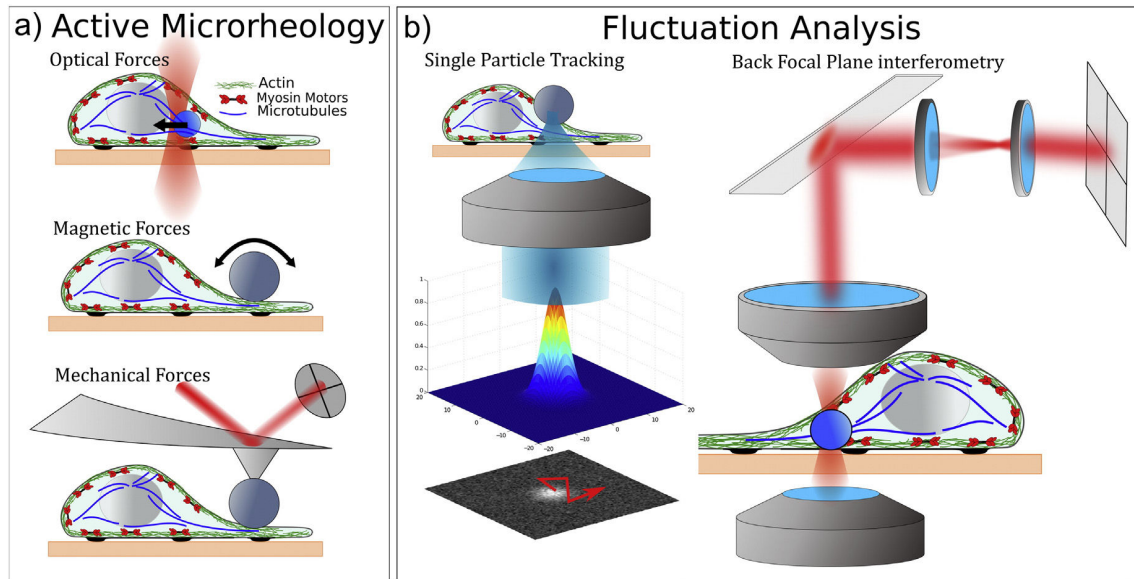 a) Active Microrheology
Optical Forces
Actin
Myosin Motors
Microtubules
Magnetic Forces
Mechanical Forces
b) Fluctuation Analysis
Single Particle Tracking
Back Focal Plane interferometry
1
0.8
0.6
0.4
0.2
0
20
10
0
−10
−20
−20
−10
0
10
20